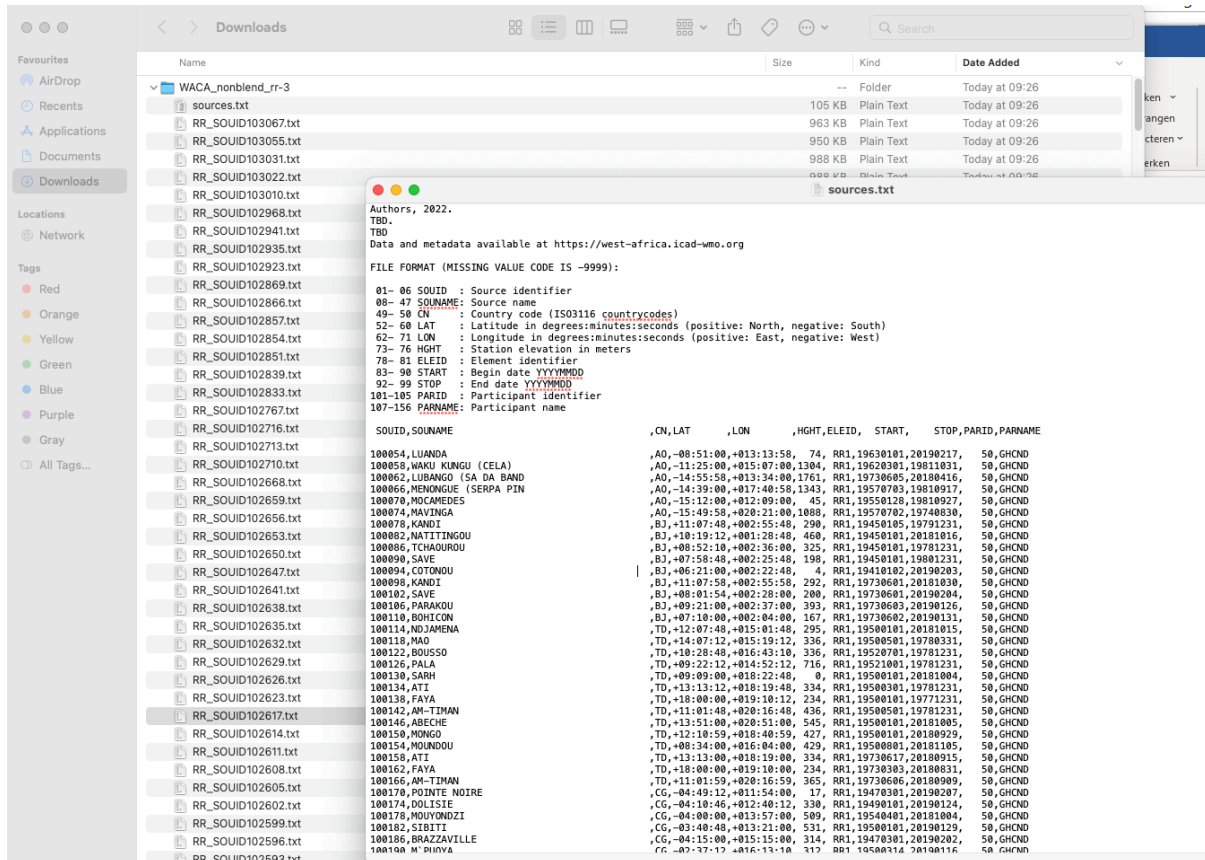 Downloads
Search
Favourites
AirDrop
Recents
Applications
Documents
Downloads
Locations
Network
Tags
Red
Orange
Yellow
Green
Blue
Purple
Gray
All Tags...
Name Size Kind Date Added
WACA_nonblend_rr-3 -- Folder Today at 09:26
sources.txt 105 KB Plain Text Today at 09:26
RR_SOUID103067.txt 963 KB Plain Text Today at 09:26
RR_SOUID103055.txt 950 KB Plain Text Today at 09:26
RR_SOUID103031.txt 988 KB Plain Text Today at 09:26
RR_SOUID103022.txt 988 KB Plain Text Today at 09:26
RR_SOUID103010.txt
RR_SOUID102968.txt
RR_SOUID102941.txt
RR_SOUID102935.txt
RR_SOUID102923.txt
RR_SOUID102869.txt
RR_SOUID102866.txt
RR_SOUID102857.txt
RR_SOUID102854.txt
RR_SOUID102851.txt
RR_SOUID102839.txt
RR_SOUID102833.txt
RR_SOUID102767.txt
RR_SOUID102716.txt
RR_SOUID102713.txt
RR_SOUID102710.txt
RR_SOUID102668.txt
RR_SOUID102659.txt
RR_SOUID102656.txt
RR_SOUID102653.txt
RR_SOUID102650.txt
RR_SOUID102647.txt
RR_SOUID102641.txt
RR_SOUID102638.txt
RR_SOUID102635.txt
RR_SOUID102632.txt
RR_SOUID102629.txt
RR_SOUID102626.txt
RR_SOUID102623.txt
RR_SOUID102617.txt
RR_SOUID102614.txt
RR_SOUID102611.txt
RR_SOUID102608.txt
RR_SOUID102605.txt
RR_SOUID102602.txt
RR_SOUID102599.txt
RR_SOUID102596.txt
RR_SOUID102593.txt
ken
angen
cteren
erken
sources.txt
Authors, 2022.
TBD.
TBD
Data and metadata available at https://west-africa.icad-wmo.org
FILE FORMAT (MISSING VALUE CODE IS -9999):
01- 06 SOUID : Source identifier
08- 47 SOUNAME: Source name
49- 50 CN : Country code (ISO3116 countrycodes)
52- 60 LAT : Latitude in degrees:minutes:seconds (positive: North, negative: South)
62- 71 LON : Longitude in degrees:minutes:seconds (positive: East, negative: West)
73- 76 HGHT : Station elevation in meters
78- 81 ELEID : Element identifier
83- 90 START : Begin date YYYYMMDD
92- 99 STOP : End date YYYYMMDD
101-105 PARID : Participant identifier
107-156 PARNAME: Participant name
SOUID,SOUNAME ,CN,LAT ,LON ,HGHT,ELEID, START, STOP,PARID,PARNAME
100054,LUANDA ,AO,-08:51:00,+013:13:58, 74, RR1,19630101,20190217, 50,GHCND
100058,WAKU KUNGU (CELA) ,AO,-11:25:00,+015:07:00,1304, RR1,19620301,19811031, 50,GHCND
100062,LUBANGO (SA DA BAND ,AO,-14:55:58,+013:34:00,1761, RR1,19730605,20180416, 50,GHCND
100066,MENONGUE (SERPA PIN ,AO,-14:39:00,+017:40:58,1343, RR1,19570703,19810917, 50,GHCND
100070,MOCAMEDES ,AO,-15:12:00,+012:09:00, 45, RR1,19550128,19810927, 50,GHCND
100074,MAVINGA ,AO,-15:49:58,+020:21:00,1088, RR1,19570702,19740830, 50,GHCND
100078,KANDI ,BJ,+11:07:48,+002:55:48, 290, RR1,19450105,19791231, 50,GHCND
100082,NATITINGOU ,BJ,+10:19:12,+001:28:48, 460, RR1,19450101,20181016, 50,GHCND
100086,TCHAOUROU ,BJ,+08:52:10,+002:36:00, 325, RR1,19450101,19781231, 50,GHCND
100090,SAVE ,BJ,+07:58:48,+002:25:48, 198, RR1,19450101,19801231, 50,GHCND
100094,COTONOU ,BJ,+06:21:00,+002:22:48, 4, RR1,19410102,20190203, 50,GHCND
100098,KANDI ,BJ,+11:07:58,+002:55:58, 292, RR1,19730601,20181030, 50,GHCND
100102,SAVE ,BJ,+08:01:54,+002:28:00, 200, RR1,19730601,20190204, 50,GHCND
100106,PARAKOU ,BJ,+09:21:00,+002:37:00, 393, RR1,19730603,20190126, 50,GHCND
100110,BOHICON ,BJ,+07:10:00,+002:04:00, 167, RR1,19730602,20190131, 50,GHCND
100114,NDJAMENA ,TD,+12:07:48,+015:01:48, 295, RR1,19500101,20181015, 50,GHCND
100118,MAO ,TD,+14:07:12,+015:19:12, 336, RR1,19500501,19780331, 50,GHCND
100122,BOUSSO ,TD,+10:28:48,+016:43:10, 336, RR1,19520701,19781231, 50,GHCND
100126,PALA ,TD,+09:22:12,+014:52:12, 716, RR1,19521001,19781231, 50,GHCND
100130,SARH ,TD,+09:09:00,+018:22:48, 0, RR1,19500101,20181004, 50,GHCND
100134,ATI ,TD,+13:13:12,+018:19:48, 334, RR1,19500301,19781231, 50,GHCND
100138,FAYA ,TD,+18:00:00,+019:10:12, 234, RR1,19500101,19771231, 50,GHCND
100142,AM-TIMAN ,TD,+11:01:48,+020:16:48, 436, RR1,19500501,19781231, 50,GHCND
100146,ABECHE ,TD,+13:51:00,+020:51:00, 545, RR1,19500101,20181005, 50,GHCND
100150,MONGO ,TD,+12:10:59,+018:40:59, 427, RR1,19500101,20180929, 50,GHCND
100154,MOUNDOU ,TD,+08:34:00,+016:04:00, 429, RR1,19500801,20181105, 50,GHCND
100158,ATI ,TD,+13:13:00,+018:19:00, 334, RR1,19730617,20180915, 50,GHCND
100162,FAYA ,TD,+18:00:00,+019:10:00, 234, RR1,19730303,20180831, 50,GHCND
100166,AM-TIMAN ,TD,+11:01:59,+020:16:59, 365, RR1,19730606,20180909, 50,GHCND
100170,POINTE NOIRE ,CG,-04:49:12,+011:54:00, 17, RR1,19470301,20190207, 50,GHCND
100174,DOLISIE ,CG,-04:10:46,+012:40:12, 330, RR1,19490101,20190124, 50,GHCND
100178,MOUYONDZI ,CG,-04:00:00,+013:57:00, 509, RR1,19540401,20181004, 50,GHCND
100182,SIBITI ,CG,-03:40:48,+013:21:00, 531, RR1,19500101,20190129, 50,GHCND
100186,BRAZZAVILLE ,CG,-04:15:00,+015:15:00, 314, RR1,19470301,20190202, 50,GHCND
100190,M`POUYA ,CG,-02:37:12,+016:13:10, 312, RR1,19500314,20190116, 50,GHCND